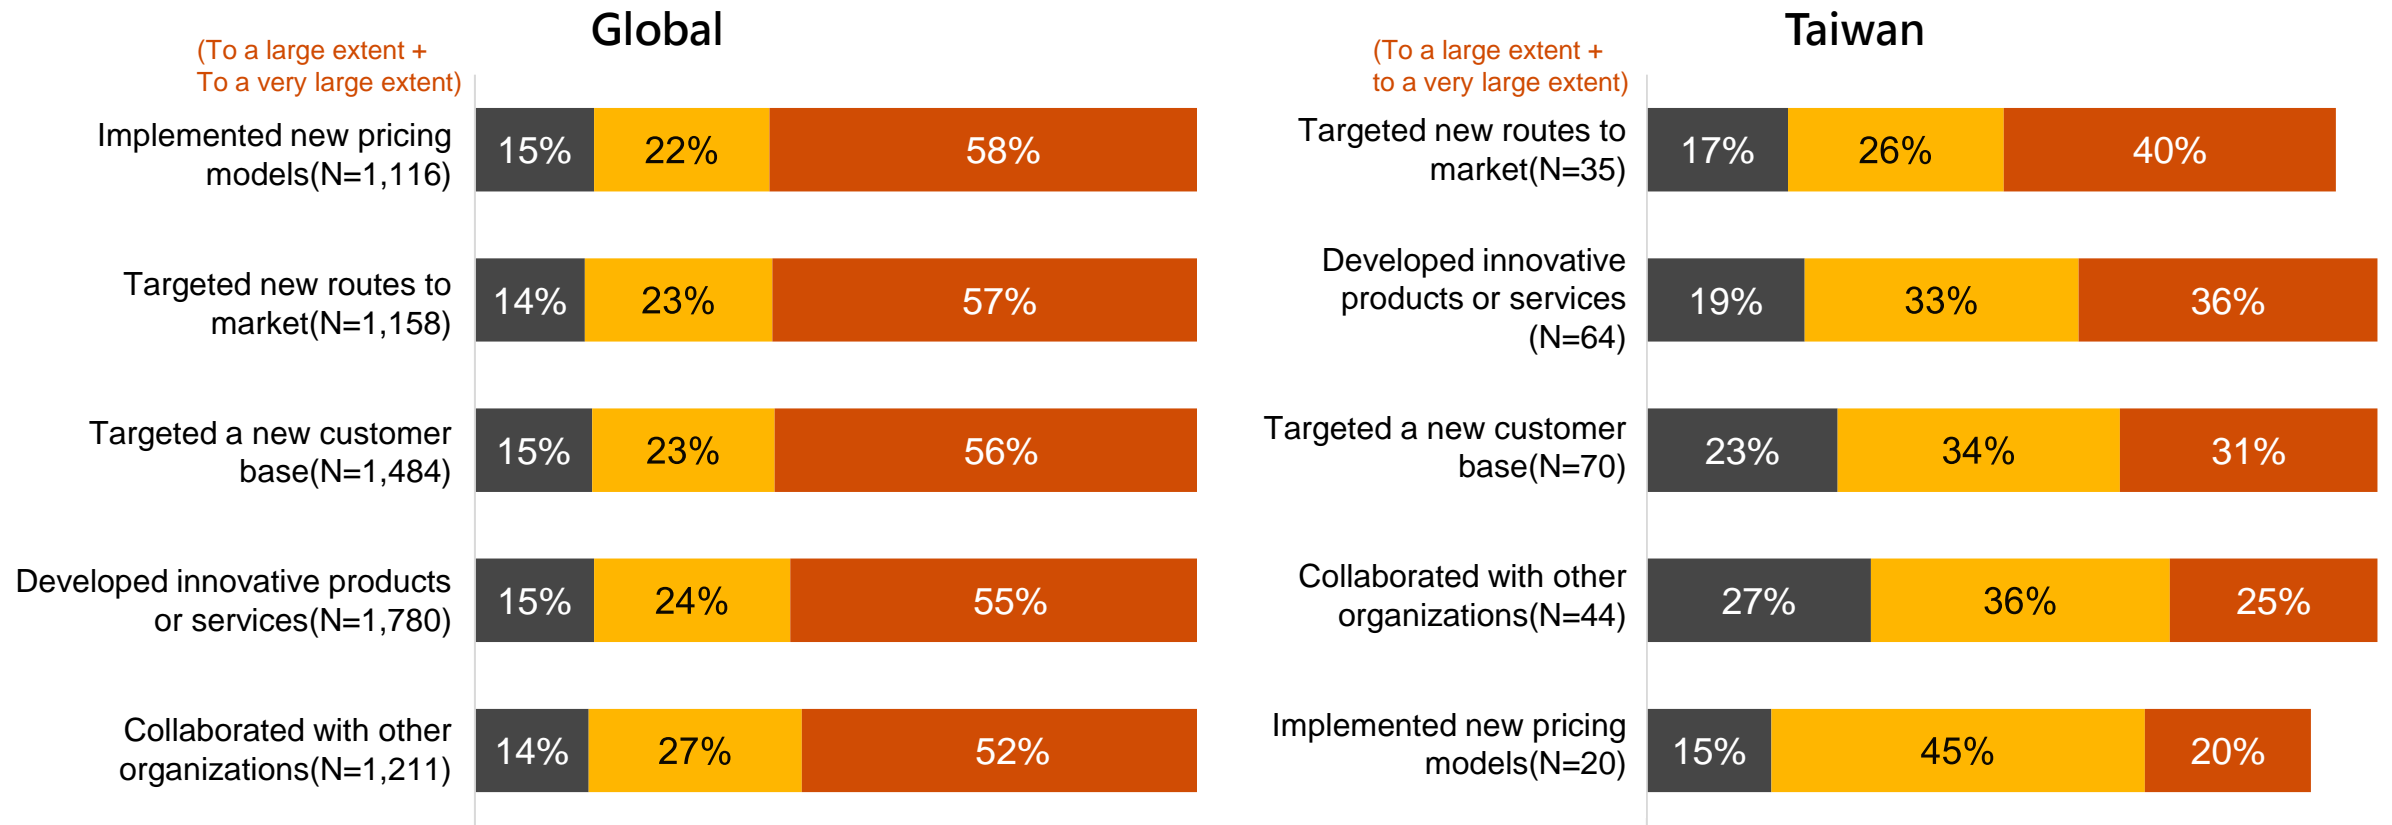 Global
(To a large extent +
To a very large extent)
Implemented new pricing
models(N=1,116)
15% 22% 58%
Targeted new routes to
market(N=1,158)
14% 23% 57%
Targeted a new customer
base(N=1,484)
15% 23% 56%
Developed innovative products
or services(N=1,780)
15% 24% 55%
Collaborated with other
organizations(N=1,211)
14% 27% 52%
Taiwan
(To a large extent +
to a very large extent)
Targeted new routes to
market(N=35)
17% 26% 40%
Developed innovative
products or services
(N=64)
19% 33% 36%
Targeted a new customer
base(N=70)
23% 34% 31%
Collaborated with other
organizations(N=44)
27% 36% 25%
Implemented new pricing
models(N=20)
15% 45% 20%